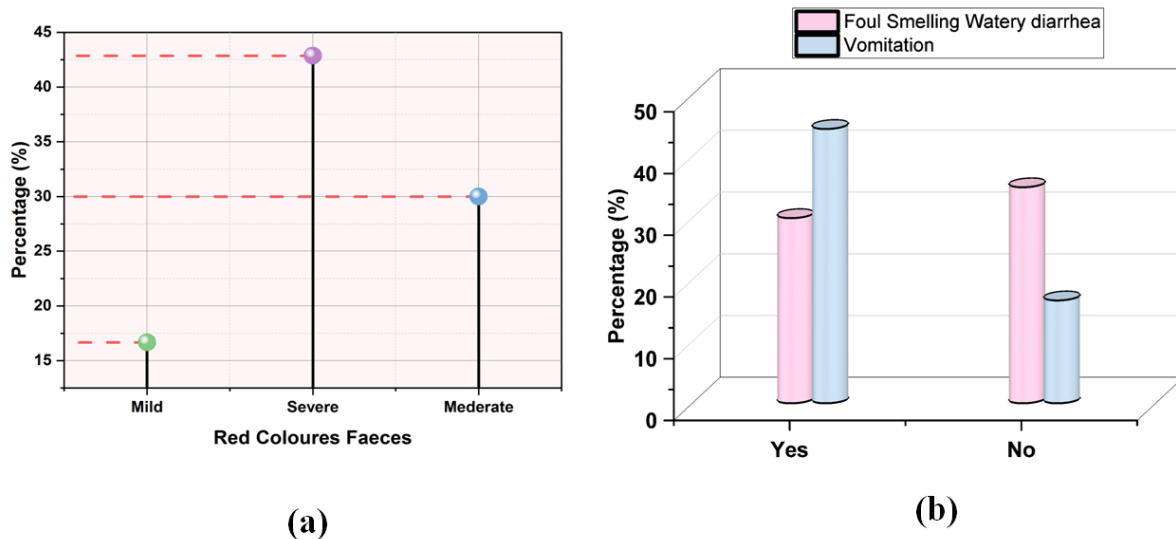 45
40
35
30
25
20
15
Percentage (%)
Mild
Severe
Mederate
Red Coloures Faeces
(a)
Foul Smelling Watery diarrhea
Vomitation
50
40
30
20
10
0
Percentage (%)
Yes
No
(b)